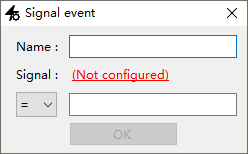 Signal event
Name :
Signal : (Not configured)
=
OK